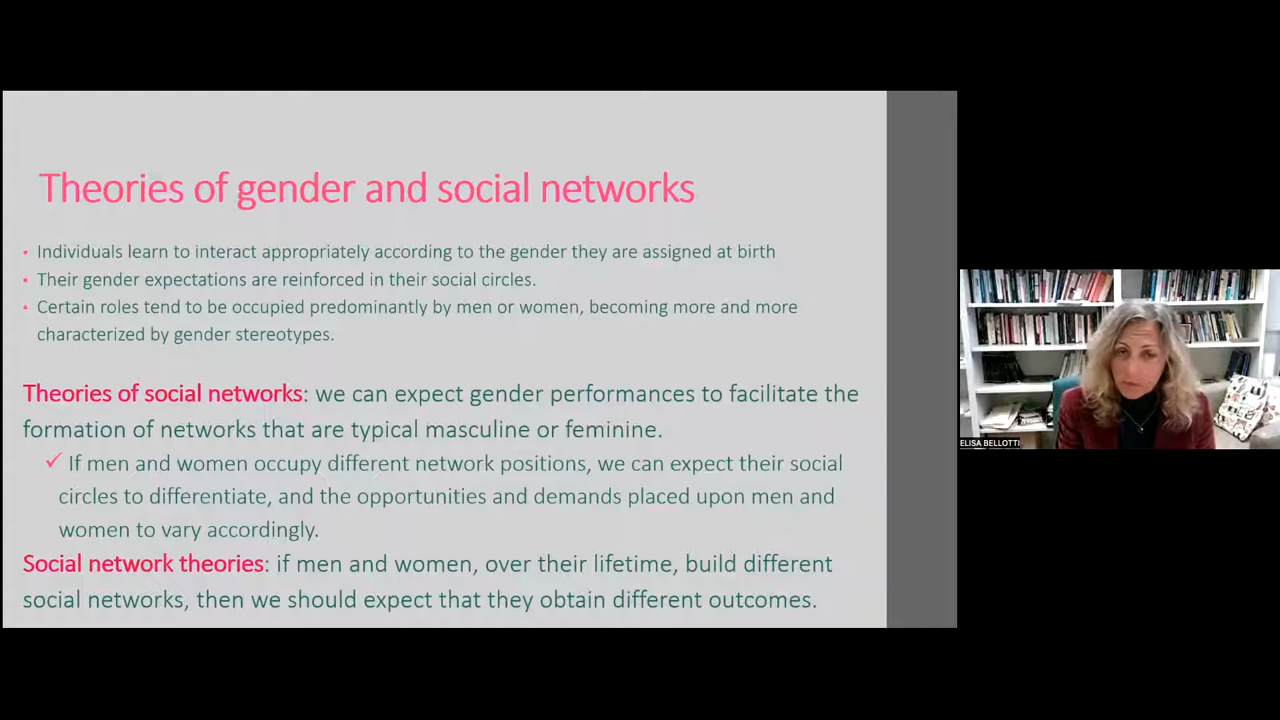 Theories of gender and social networks
• Individuals learn to interact appropriately according to the gender they are assigned at birth
• Their gender expectations are reinforced in their social circles.
• Certain roles tend to be occupied predominantly by men or women, becoming more and more
characterized by gender stereotypes.
Theories of social networks: we can expect gender performances to facilitate the
formation of networks that are typical masculine or feminine.
✓ If men and women occupy different network positions, we can expect their social
circles to differentiate, and the opportunities and demands placed upon men and
women to vary accordingly.
Social network theories: if men and women, over their lifetime, build different
social networks, then we should expect that they obtain different outcomes.
ELISA BELLOTTI